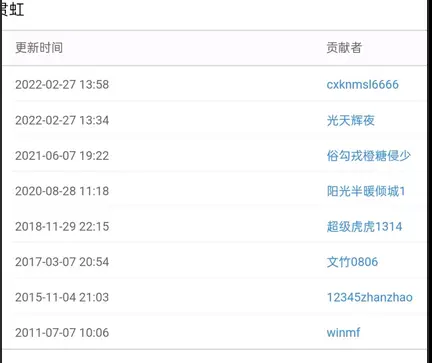 贯虹
更新时间 贡献者
2022-02-27 13:58 cxknmsl6666
2022-02-27 13:34 光天辉夜
2021-06-07 19:22 俗勾戎橙糖侵少
2020-08-28 11:18 阳光半暖倾城1
2018-11-29 22:15 超级虎虎1314
2017-03-07 20:54 文竹0806
2015-11-04 21:03 12345zhanzhao
2011-07-07 10:06 winmf